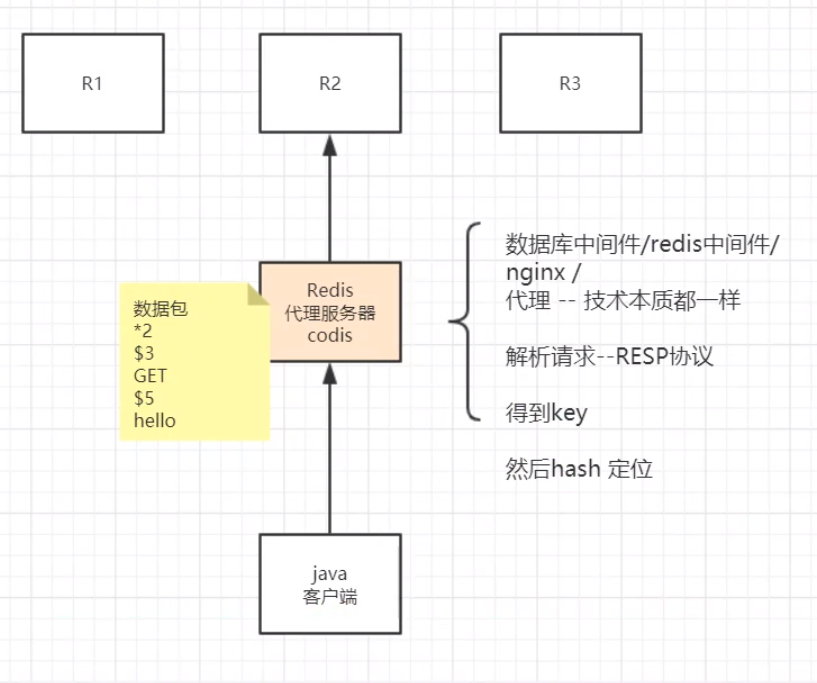 R1
R2
R3
数据库中间件/redis中间件/
nginx /
代理 -- 技术本质都一样
解析请求--RESP协议
得到key
然后hash 定位
Redis
代理服务器
codis
数据包
*2
$3
GET
$5
hello
java
客户端